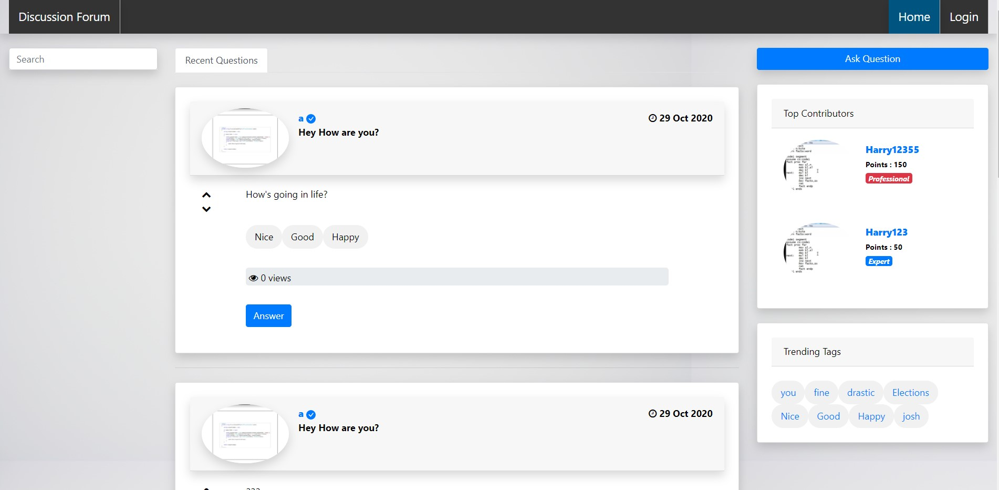 Discussion Forum
Home
Login
Search
Recent Questions
Ask Question
a
29 Oct 2020
Hey How are you?
How's going in life?
Nice
Good
Happy
0 views
Answer
a
29 Oct 2020
Hey How are you?
Top Contributors
Harry12355
Points : 150
Professional
Harry123
Points : 50
Expert
Trending Tags
you
fine
drastic
Elections
Nice
Good
Happy
josh